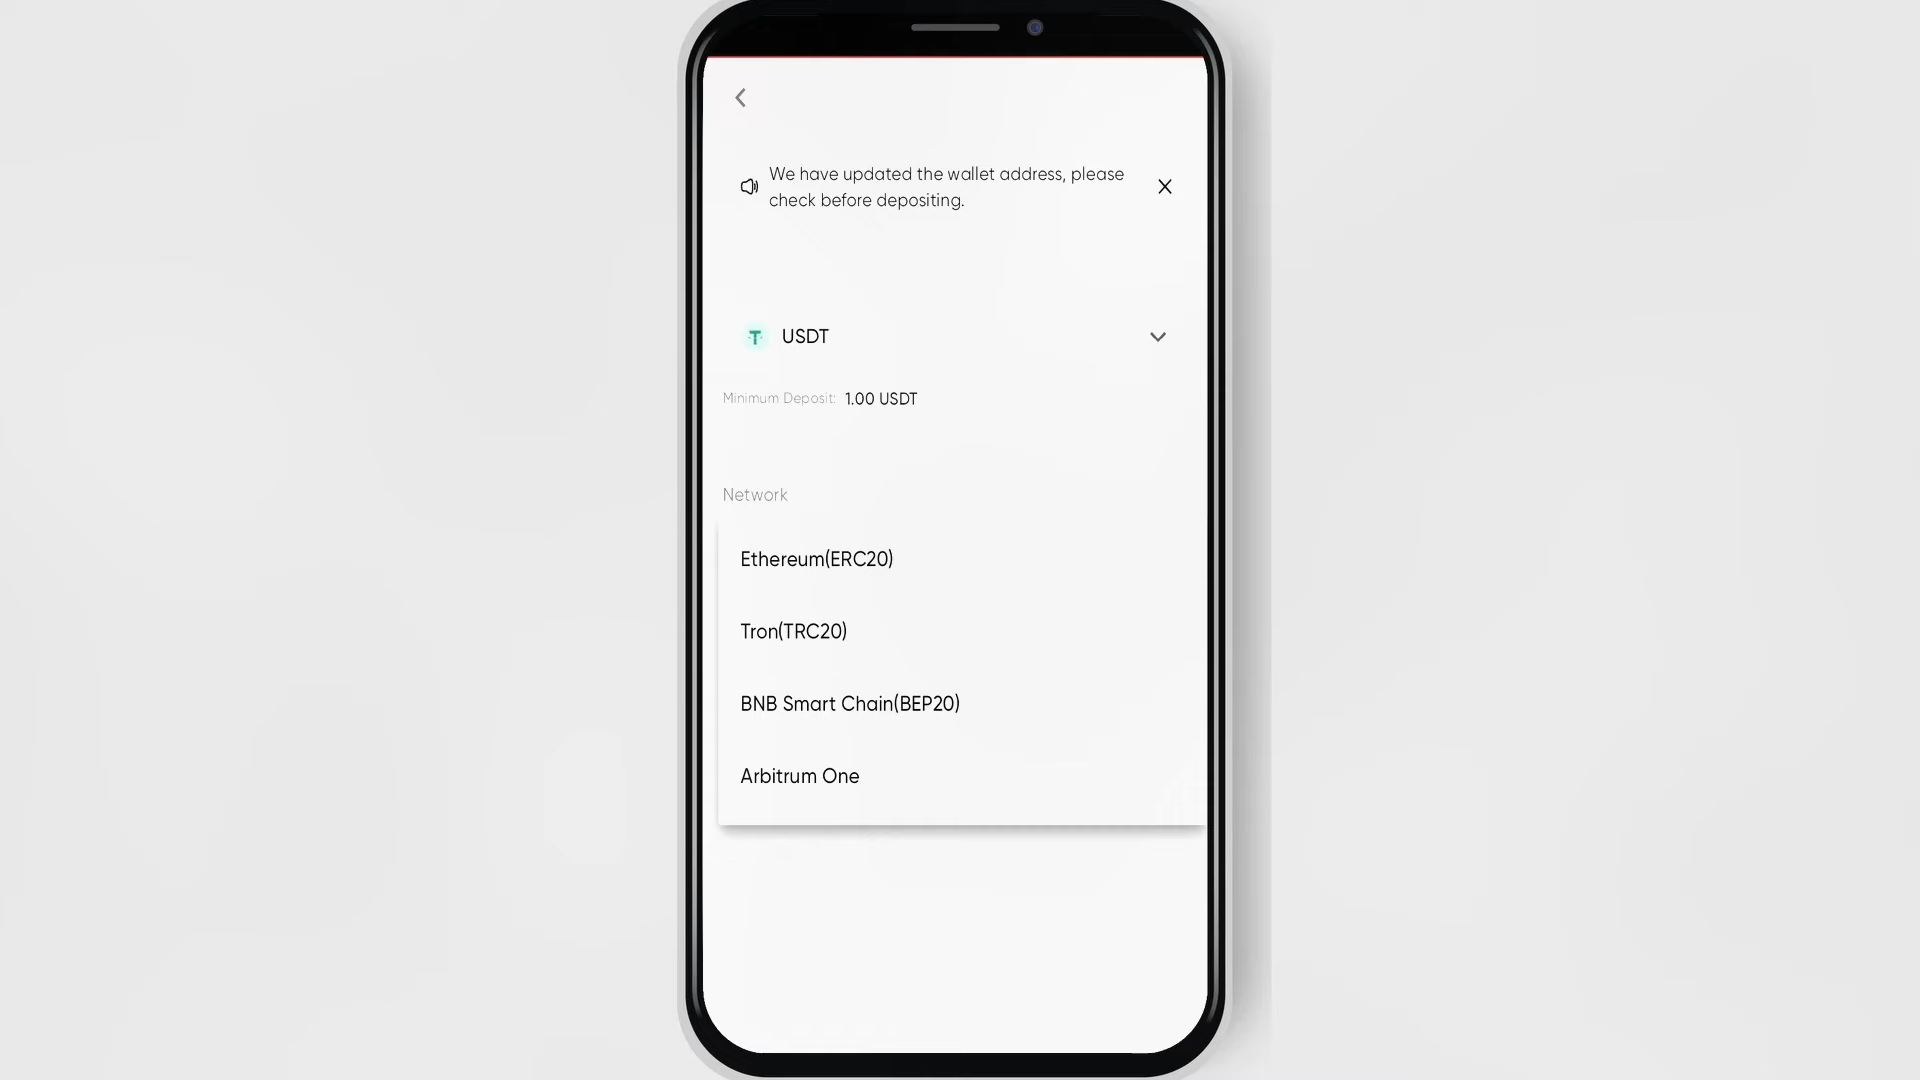 We have updated the wallet address, please
check before depositing.
USDT
Minimum Deposit: 1.00 USDT
Network
Ethereum(ERC20)
Tron(TRC20)
BNB Smart Chain(BEP20)
Arbitrum One